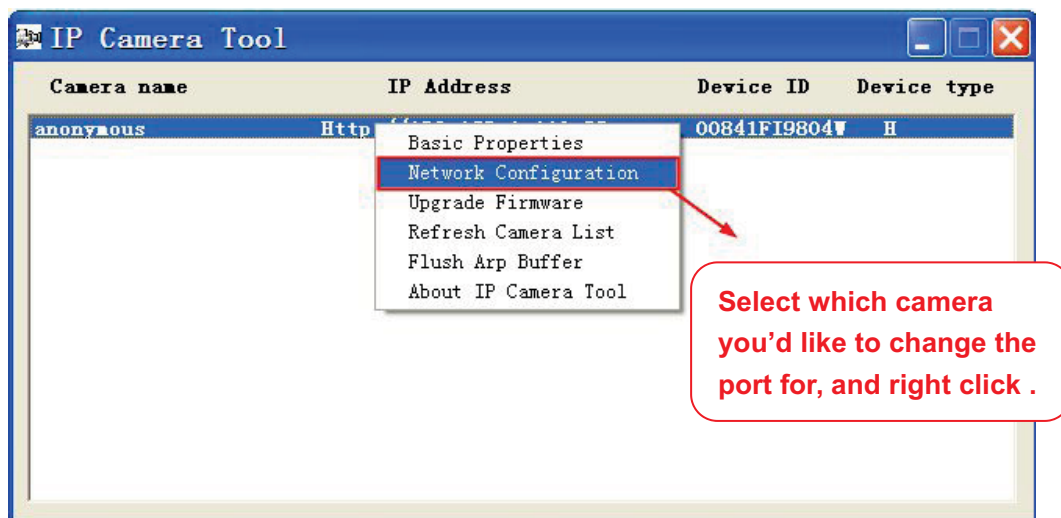 IP Camera Tool
Camera name IP Address Device ID Device type
anonymous Http 00841FI9804W H
Basic Properties
Network Configuration
Upgrade Firmware
Refresh Camera List
Flush Arp Buffer
About IP Camera Tool
Select which camera
you’d like to change the
port for, and right click .